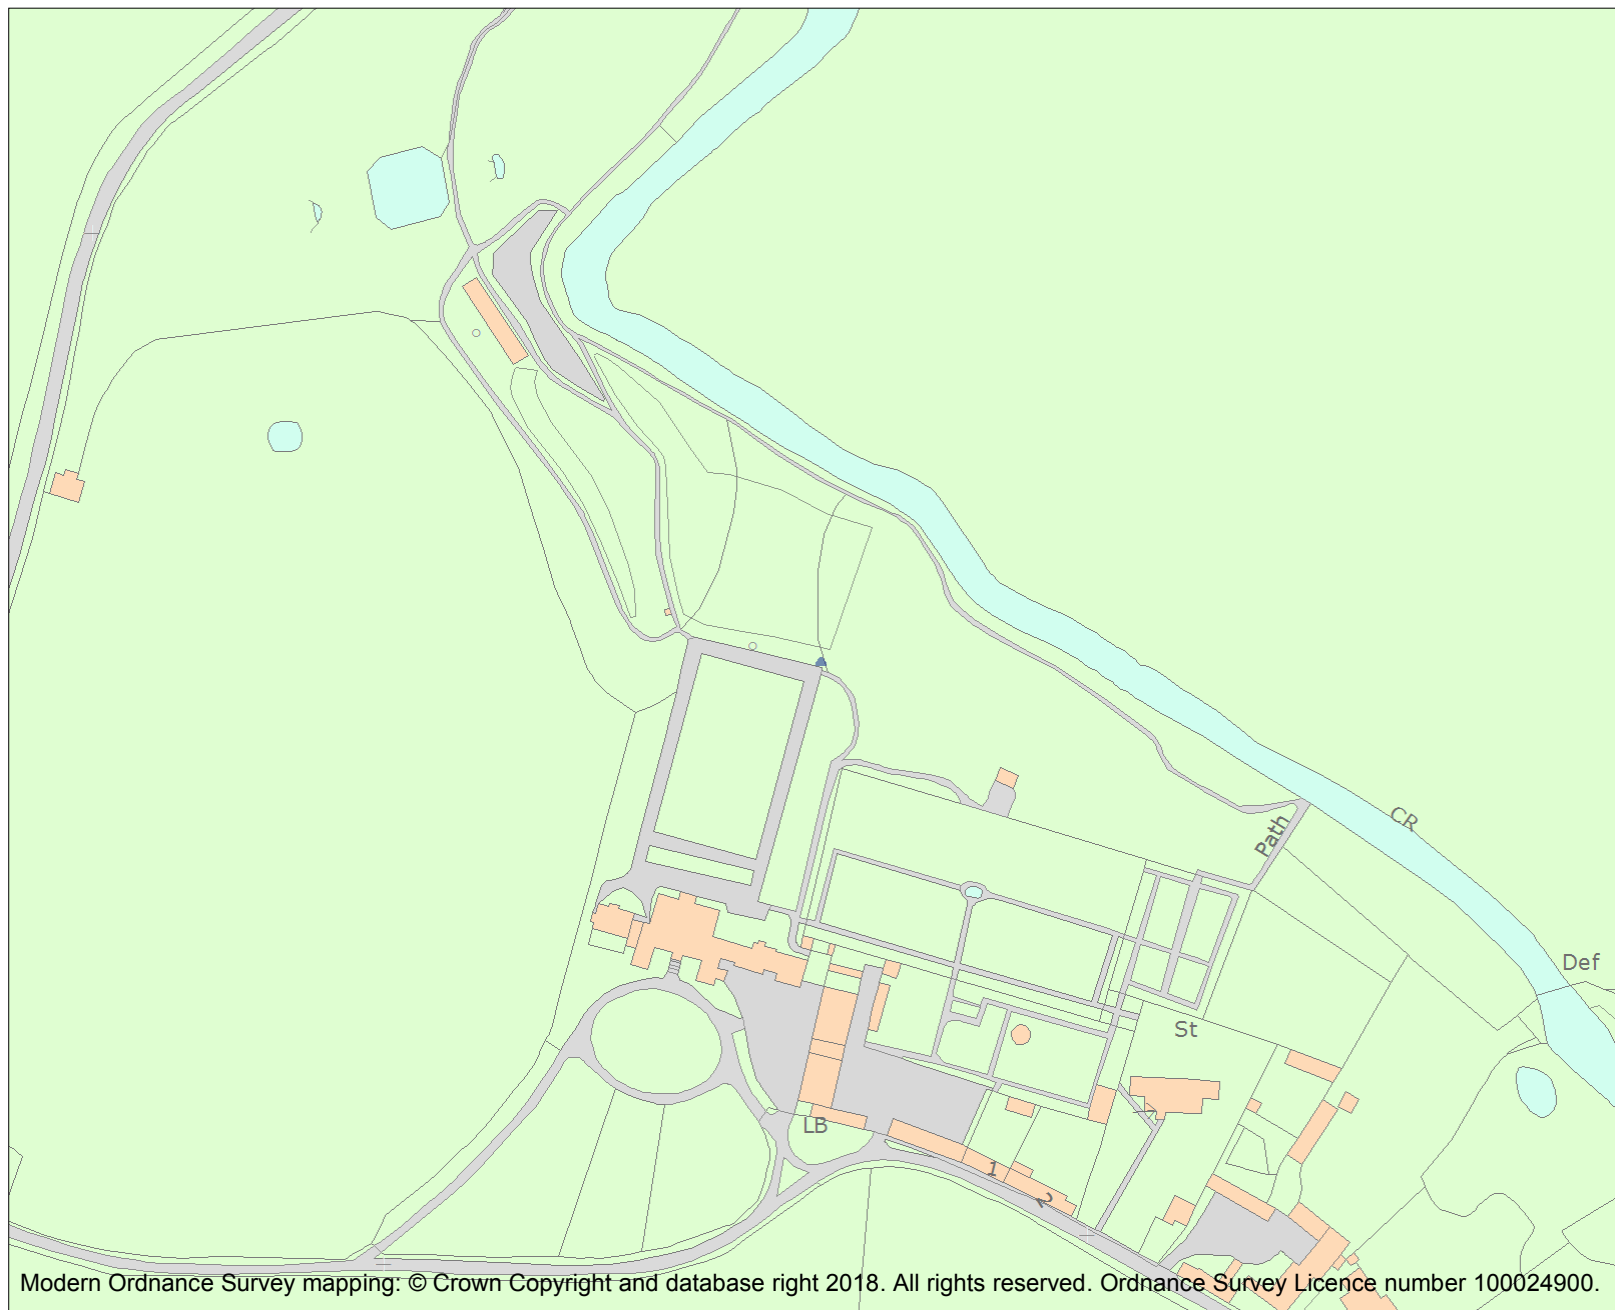 CR
Path
Def
St
LB
1
2
Modern Ordnance Survey mapping: © Crown Copyright and database right 2018. All rights reserved. Ordnance Survey Licence number 100024900.